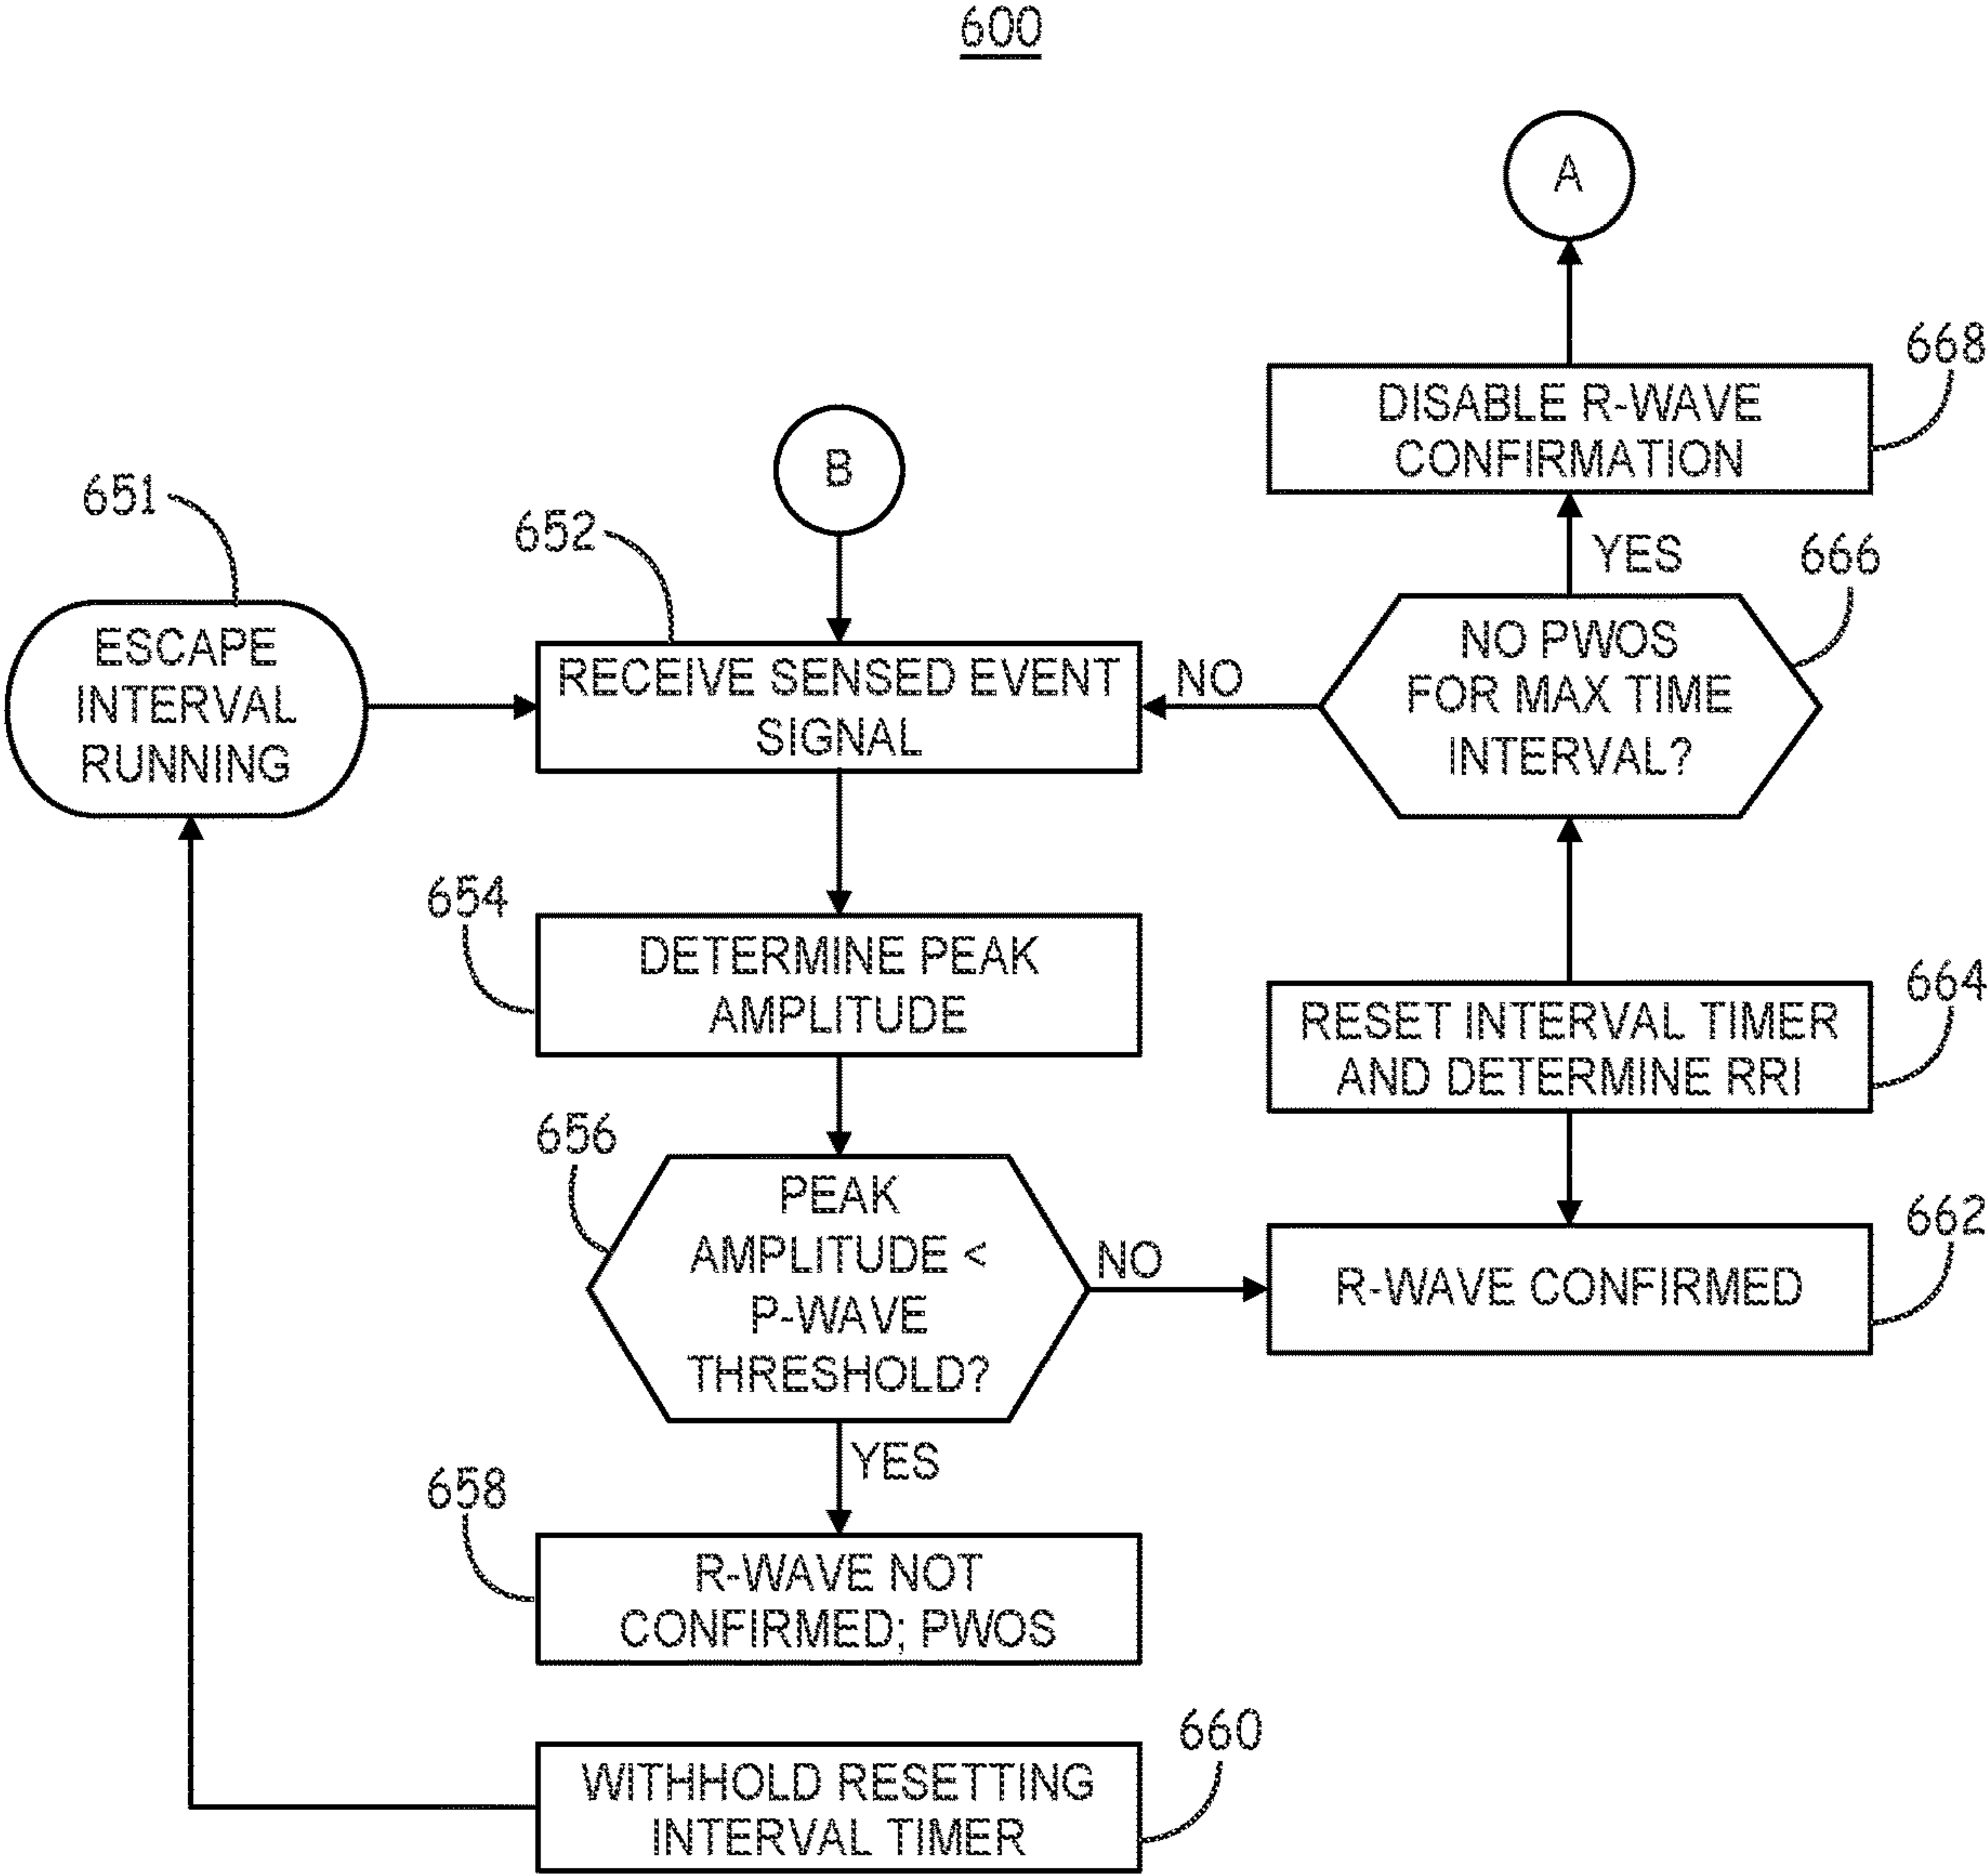 600
A
668
DISABLE R-WAVE
CONFIRMATION
B
651
652
YES
666
ESCAPE
INTERVAL
RUNNING
RECEIVE SENSED EVENT
SIGNAL
NO
NO PWOS
FOR MAX TIME
INTERVAL?
654
DETERMINE PEAK
AMPLITUDE
664
RESET INTERVAL TIMER
AND DETERMINE RRI
656
PEAK
AMPLITUDE <
P-WAVE
THRESHOLD?
NO
662
R-WAVE CONFIRMED
YES
658
R-WAVE NOT
CONFIRMED; PWOS
660
WITHHOLD RESETTING
INTERVAL TIMER